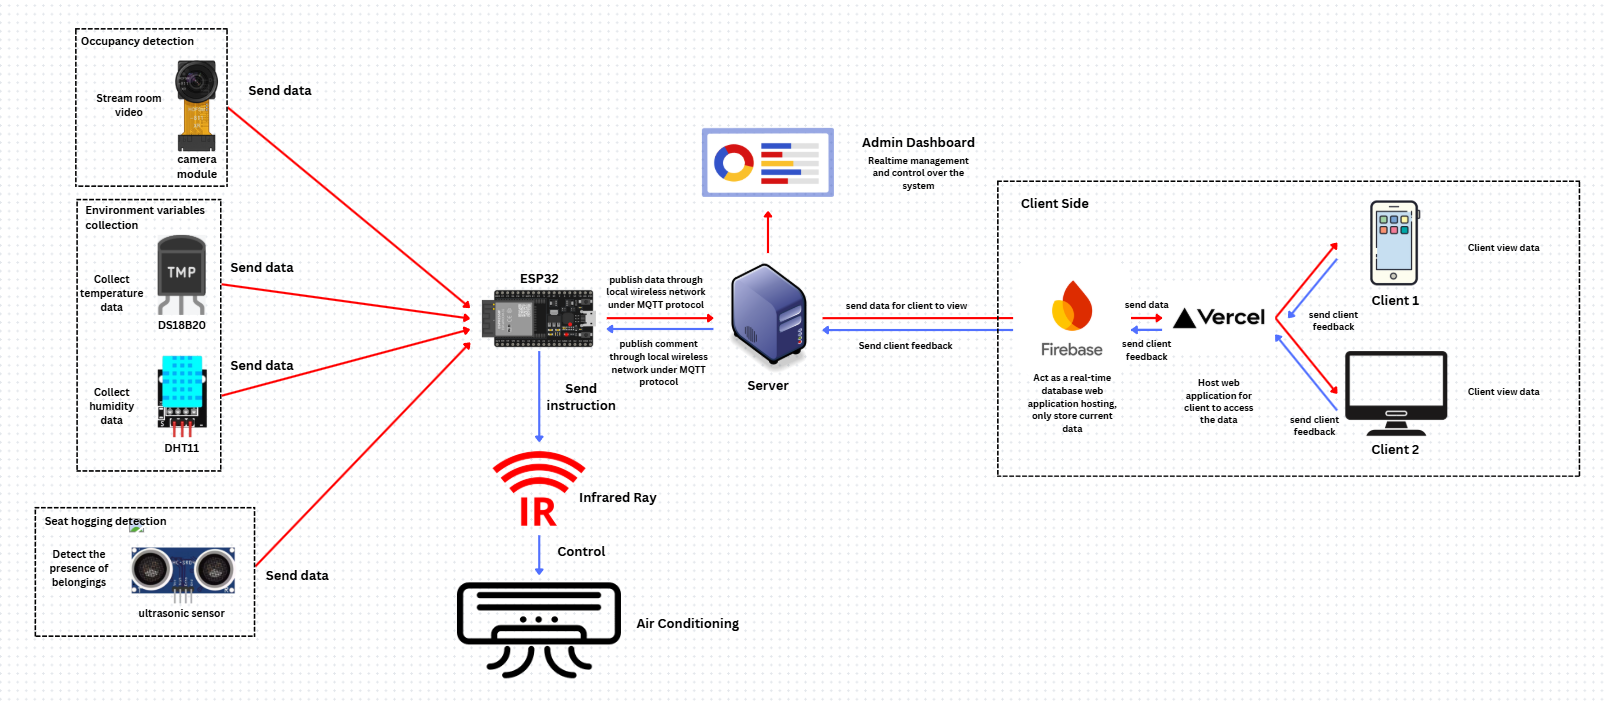 Occupancy detection
Stream room
video
camera
module
Send data
Environment variables
collection
TMP
Collect
temperature
data
DS18B20
Send data
Collect
humidity
data
DHT11
Send data
Seat hogging detection
Detect the
presence of
belongings
ultrasonic sensor
Send data
ESP32
Send
instruction
IR
Infrared Ray
Control
Air Conditioning
publish data through
local wireless network
under MQTT protocol
publish comment
through local wireless
network under MQTT
protocol
Server
Admin Dashboard
Realtime management
and control over the
system
send data for client to view
Send client feedback
Client Side
Firebase
Act as a real-time
database web
application hosting,
only store current
data
send data
send client
feedback
Vercel
Host web
application for
client to access
the data
Client 1
Client view data
send client
feedback
Client 2
Client view data
send client
feedback